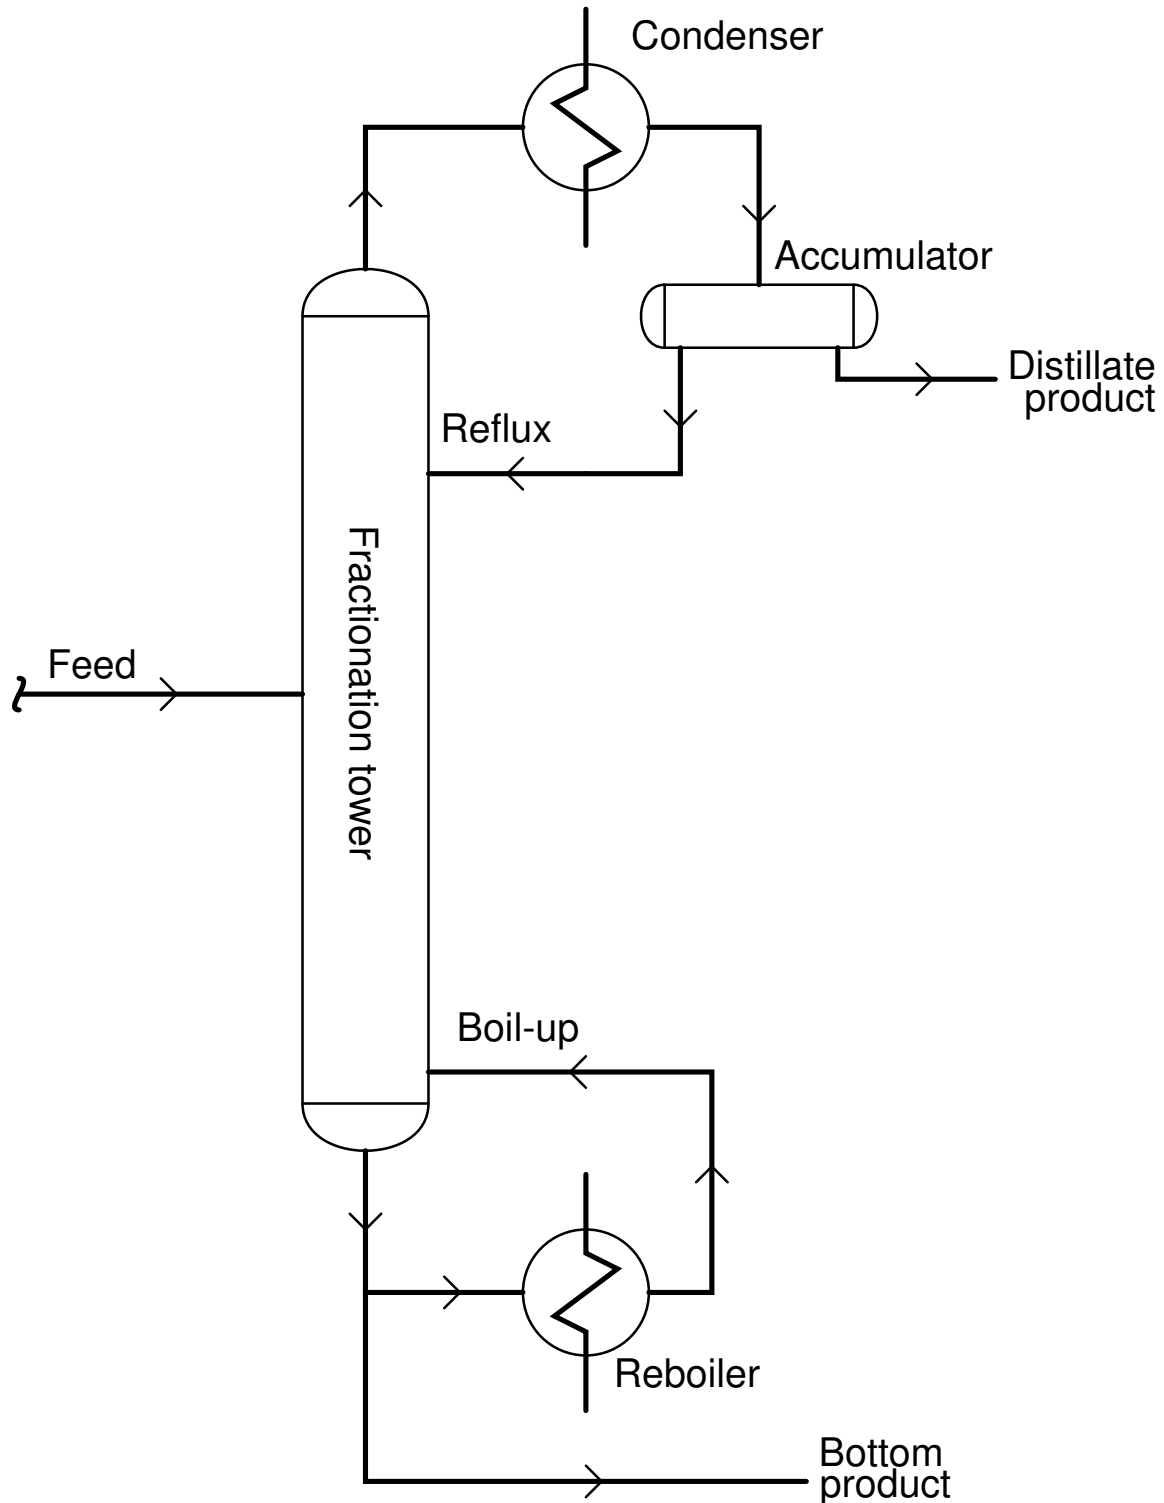 Condenser
Accumulator
Distillate
product
Reflux
Fractionation tower
Feed
Boil-up
Reboiler
Bottom
product